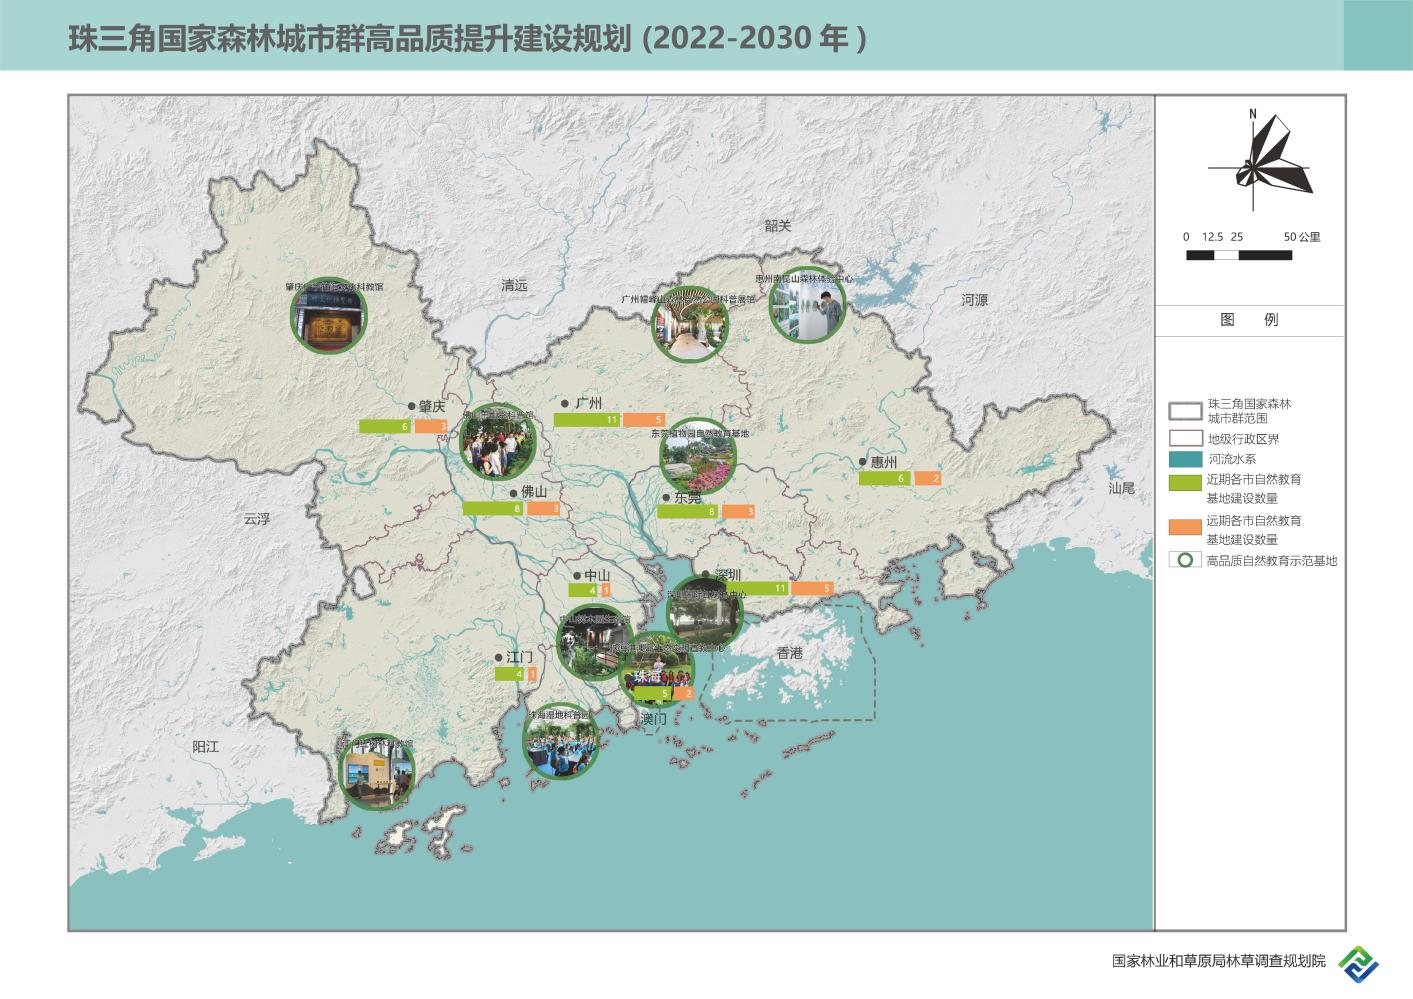 珠三角国家森林城市群高品质提升建设规划 (2022-2030 年 )
N
0 12.5 25 50 公里
图 例
珠三角国家森林
城市群范围
地级行政区界
河流水系
近期各市自然教育
基地建设数量
远期各市自然教育
基地建设数量
高品质自然教育示范基地
韶关
清远
河源
惠州南昆山森林体验中心
科教馆
肇庆
6 3
广州
11 5
东莞植物园自然教育基地
惠州
6 2
佛山
8 3
东莞
8 3
汕尾
云浮
中山
4 1
深圳
11 5
江门
4 1
香港
珠海
5 2
澳门
珠海湿地科普园
阳江
国家林业和草原局林草调查规划院